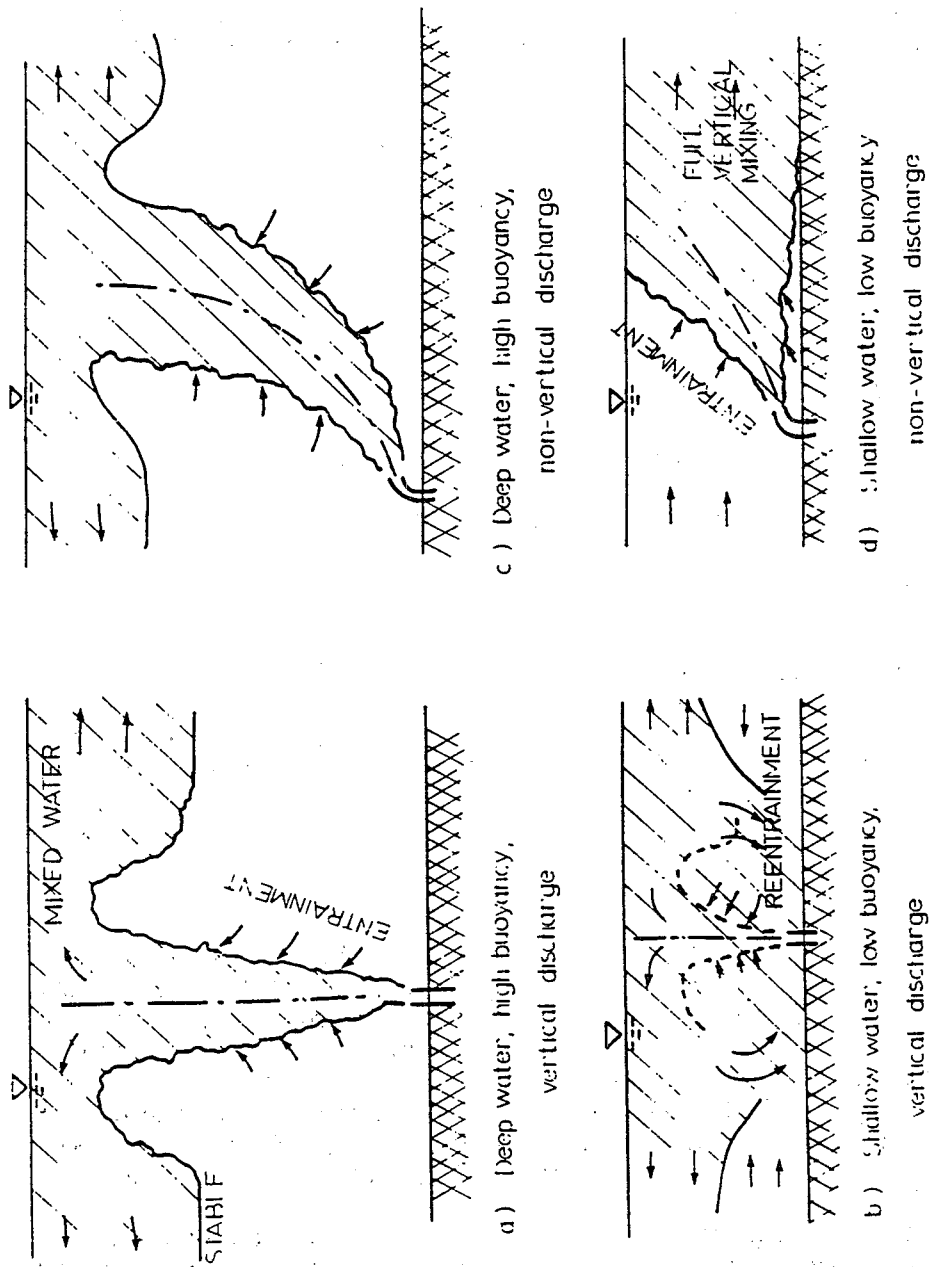 MIXED WATER
STABLE
ENTRAINMENT
a) Deep water, high buoyancy,
vertical discharge
REENTRAINMENT
b) Shallow water, low buoyancy,
vertical discharge
c) Deep water, high buoyancy,
non-vertical discharge
ENTRAINMENT
FULL
VERTICAL
MIXING
d) Shallow water, low buoyancy
non-vertical discharge